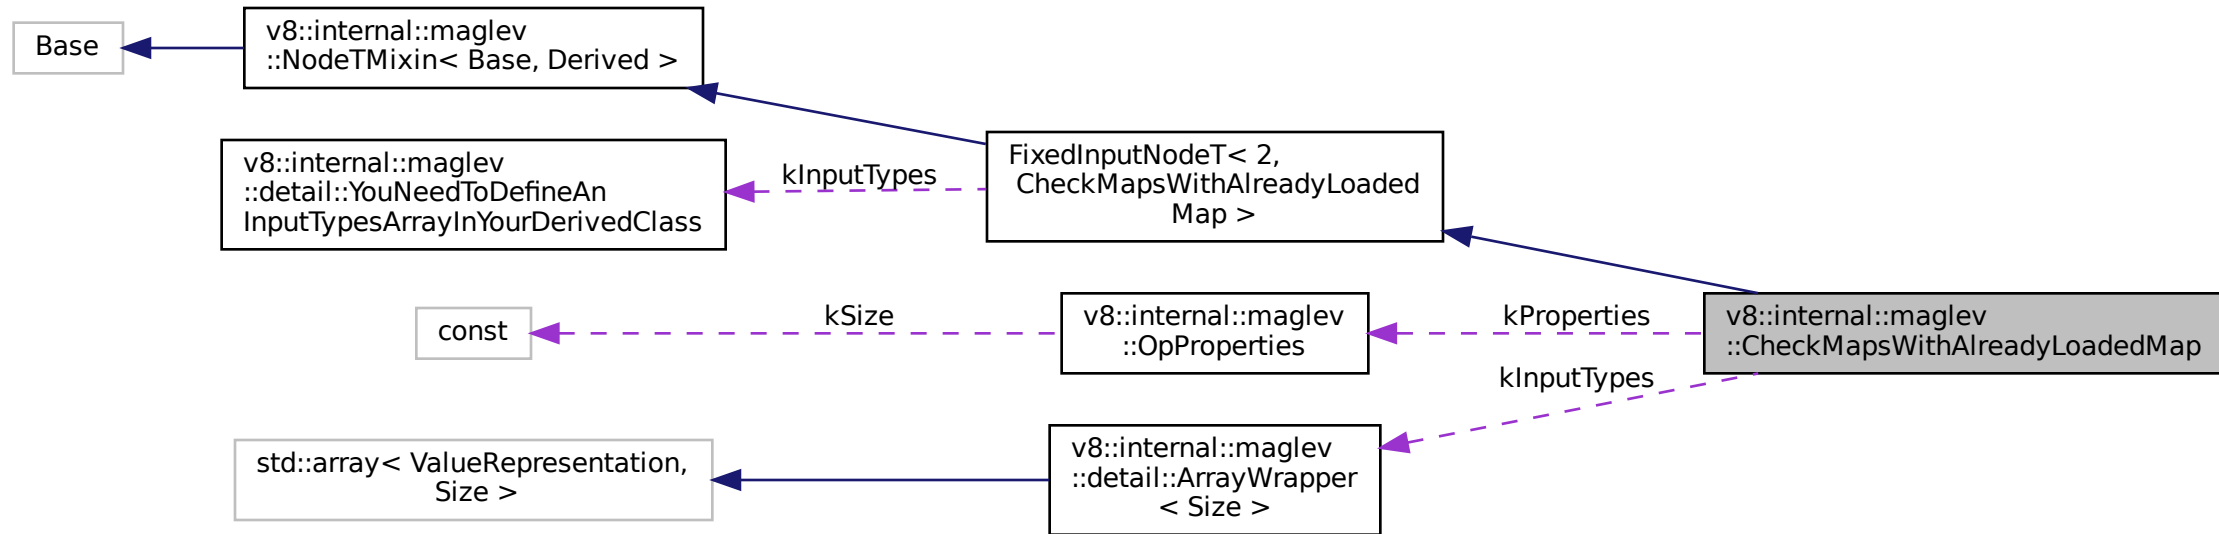 Base
v8::internal::maglev
::NodeTMixin< Base, Derived >
v8::internal::maglev
::detail::YouNeedToDefineAn
InputTypesArrayInYourDerivedClass
kInputTypes
FixedInputNodeT< 2,
CheckMapsWithAlreadyLoaded
Map >
const
kSize
v8::internal::maglev
::OpProperties
kProperties
v8::internal::maglev
::CheckMapsWithAlreadyLoadedMap
kInputTypes
std::array< ValueRepresentation,
Size >
v8::internal::maglev
::detail::ArrayWrapper
< Size >